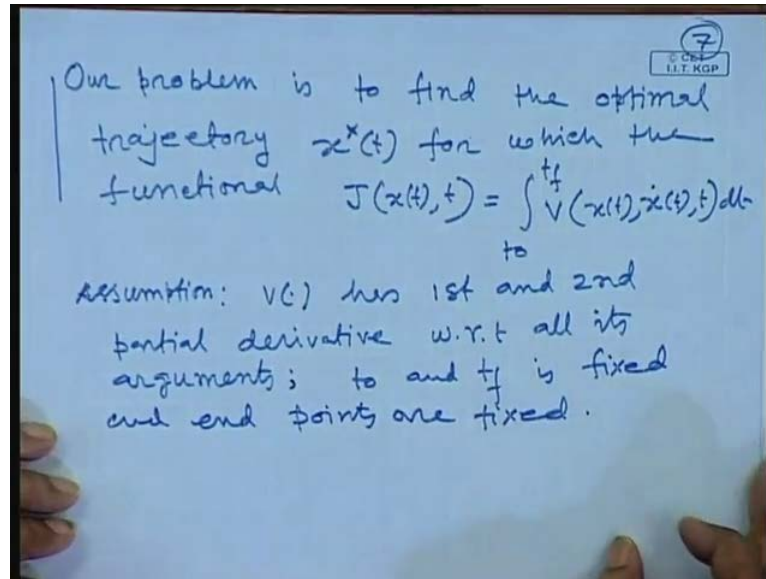 7
© CET
I.I.T. KGP
Our problem is to find the optimal
trajectory x*(t) for which the
functional J(x(t), t) = ∫_{t0}^{tf} V(x(t), ẋ(t), t) dt
Assumption: V(.) has 1st and 2nd
partial derivative w.r.t all its
arguments; to and tf is fixed
and end points are fixed.